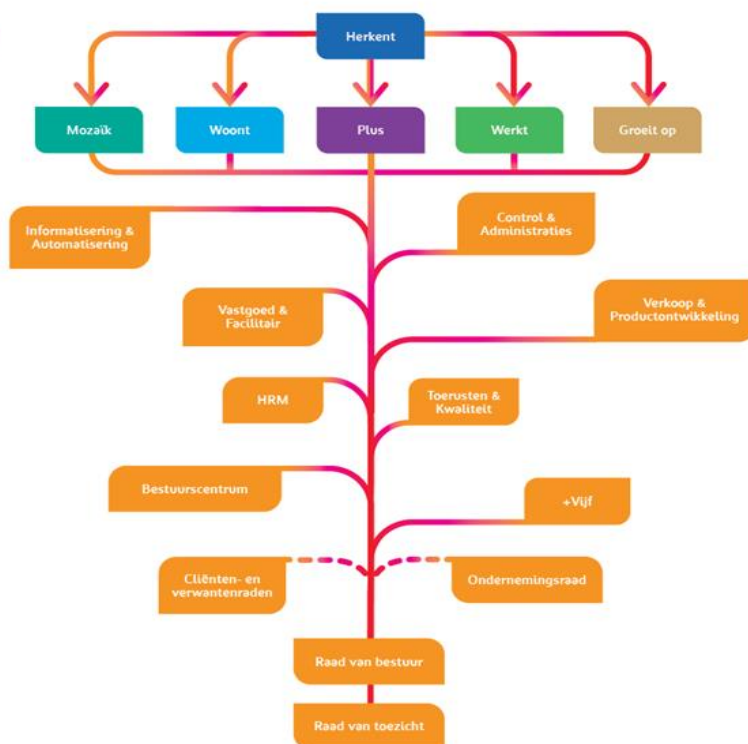 Herkent
Mozaïk
Woont
Plus
Werkt
Groeit op
Informatisering &
Automatisering
Control &
Administraties
Vastgoed &
Facilitair
Verkoop &
Productontwikkeling
HRM
Toerusten &
Kwaliteit
Bestuurscentrum
+Vijf
Cliënten- en
verwantenraden
Ondernemingsraad
Raad van bestuur
Raad van toezicht